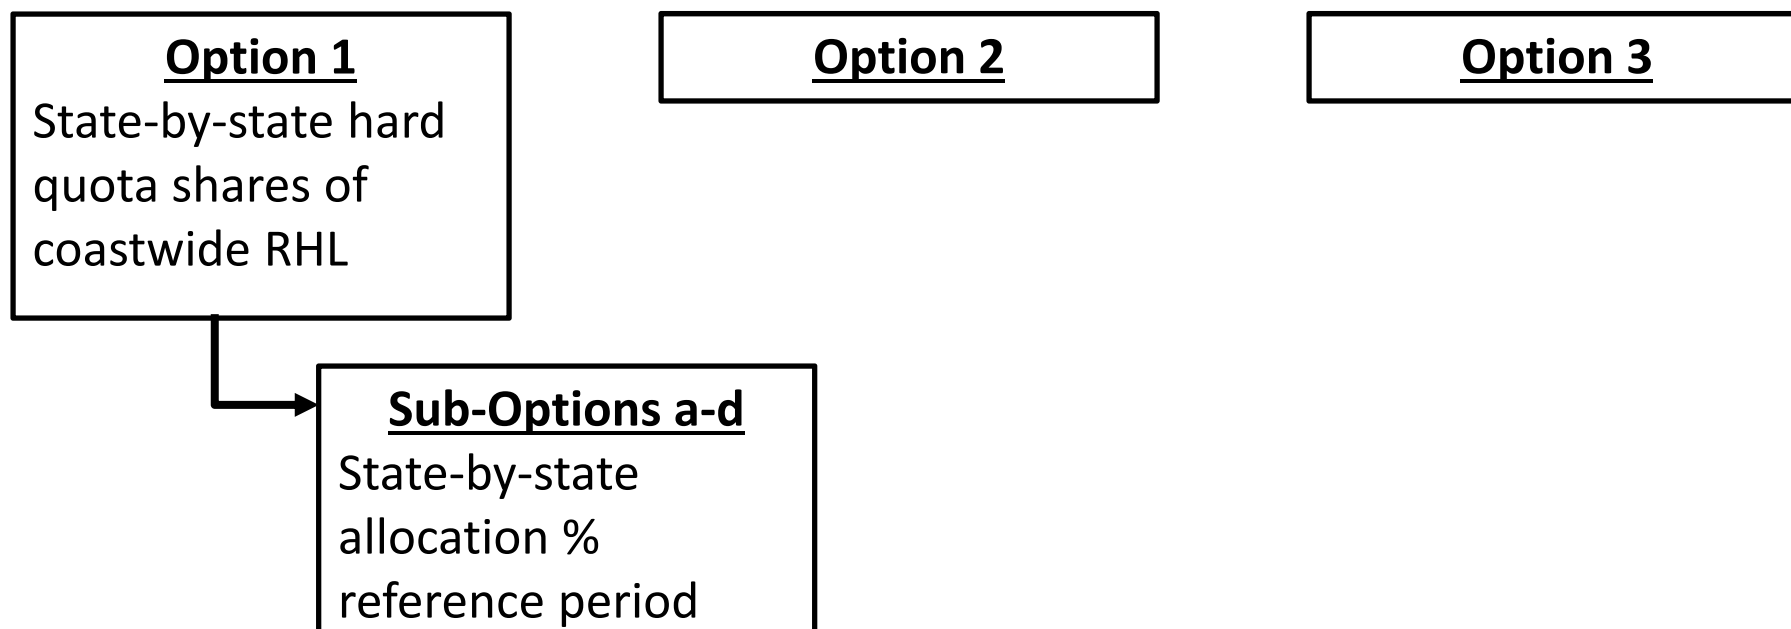 Option 1
State-by-state hard
quota shares of
coastwide RHL
Option 2
Option 3
Sub-Options a-d
State-by-state
allocation %
reference period